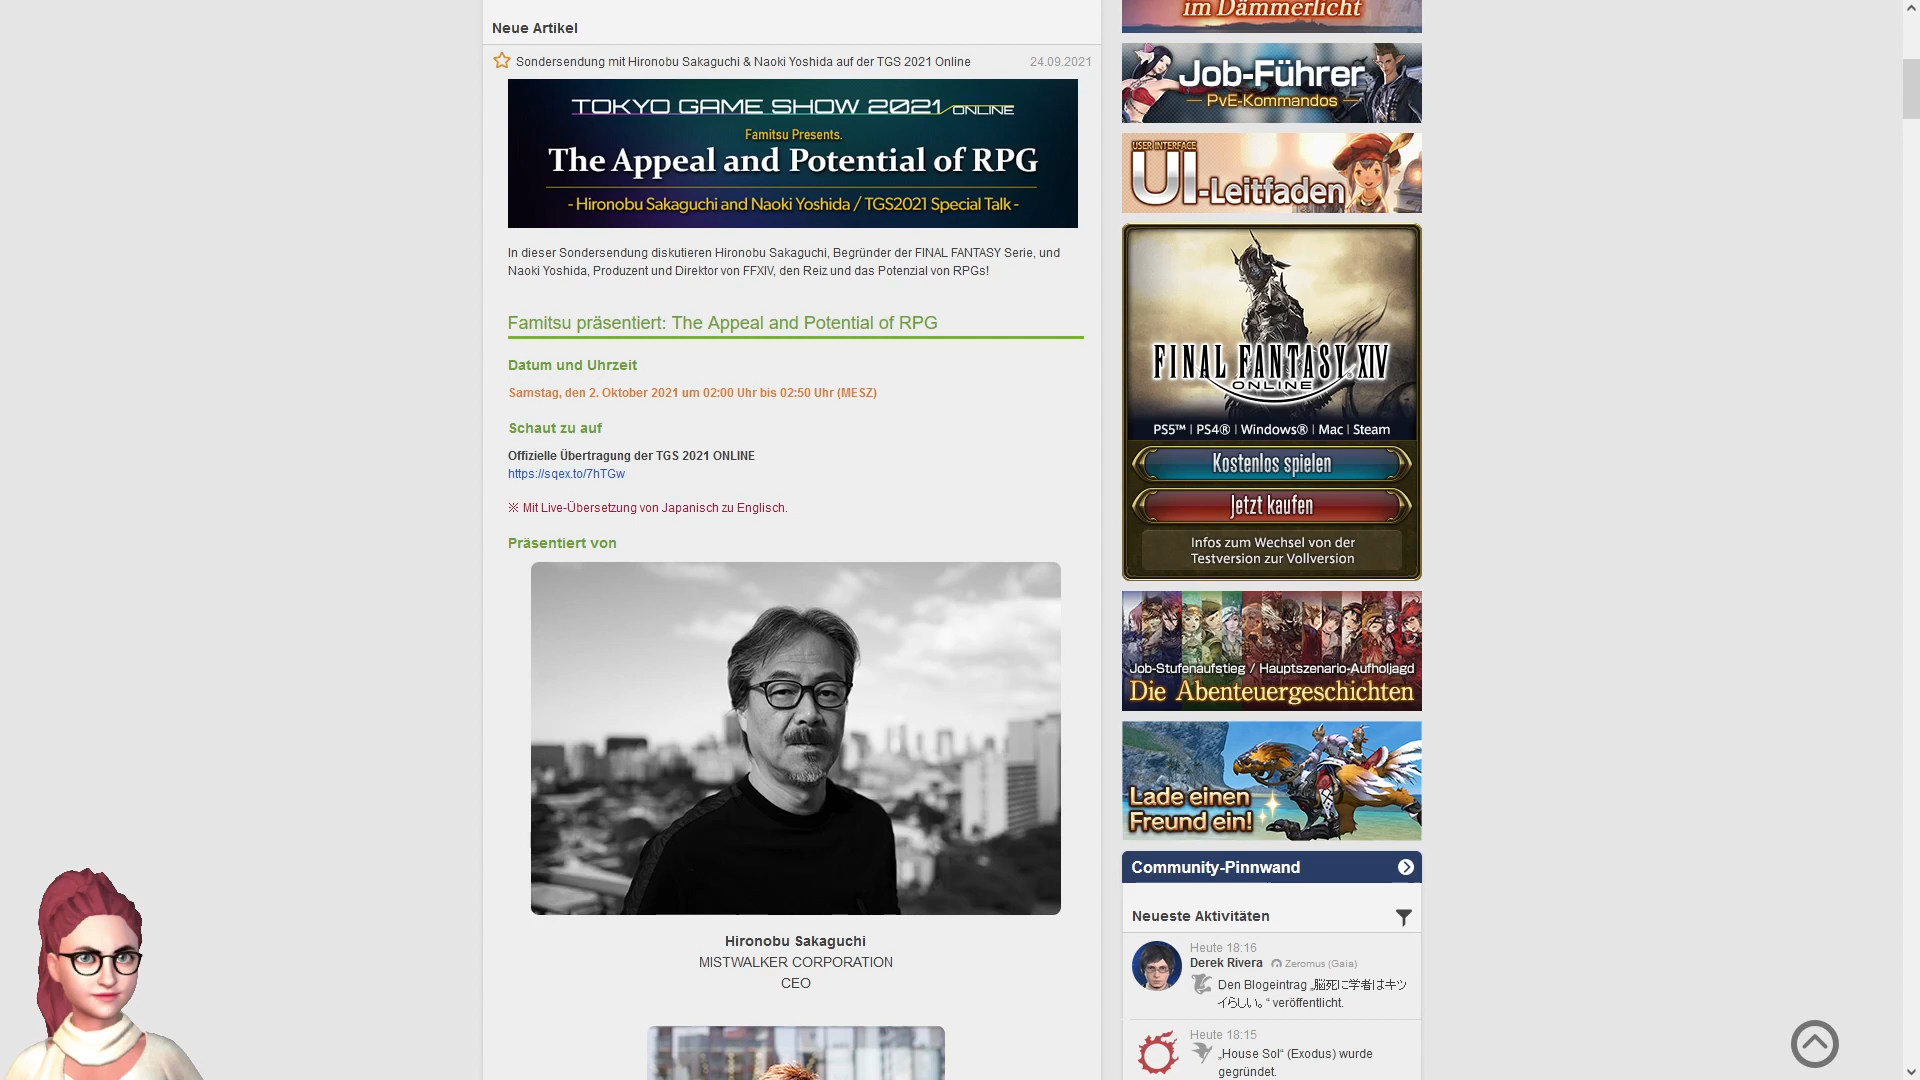 Neue Artikel
Sondersendung mit Hironobu Sakaguchi & Naoki Yoshida auf der TGS 2021 Online
24.09.2021
TOKYO GAME SHOW 2021 ONLINE
Famitsu Presents.
The Appeal and Potential of RPG
- Hironobu Sakaguchi and Naoki Yoshida / TGS2021 Special Talk -
In dieser Sondersendung diskutieren Hironobu Sakaguchi, Begründer der FINAL FANTASY Serie, und
Naoki Yoshida, Produzent und Direktor von FFXIV, den Reiz und das Potenzial von RPGs!
Famitsu präsentiert: The Appeal and Potential of RPG
Datum und Uhrzeit
Samstag, den 2. Oktober 2021 um 02:00 Uhr bis 02:50 Uhr (MESZ)
Schaut zu auf
Offizielle Übertragung der TGS 2021 ONLINE
https://sqex.to/7hTGw
※ Mit Live-Übersetzung von Japanisch zu Englisch.
Präsentiert von
Hironobu Sakaguchi
MISTWALKER CORPORATION
CEO
im Dämmerlicht
Job-Führer
PvE-Kommandos
USER INTERFACE
UI-Leitfaden
FINAL FANTASY XIV
ONLINE
PS5™ | PS4® | Windows® | Mac | Steam
Kostenlos spielen
Jetzt kaufen
Infos zum Wechsel von der
Testversion zur Vollversion
Job-Stufenaufstieg / Hauptszenario-Aufholjagd
Die Abenteuergeschichten
Lade einen
Freund ein!
Community-Pinnwand
Neueste Aktivitäten
Heute 18:16
Derek Rivera Zeromus (Gaia)
Den Blogeintrag „脳死に学者はキツ
イらしい。“ veröffentlicht.
Heute 18:15
„House Sol“ (Exodus) wurde
gegründet.